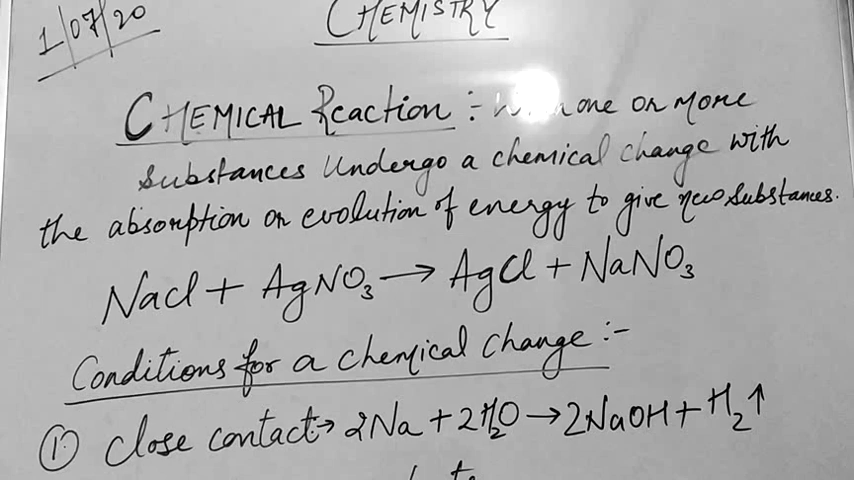 1/07/20
CHEMISTRY
CHEMICAL Reaction :- one or more
substances Undergo a chemical change with
the absorption or evolution of energy to give new substances.
Nacl + AgNO₃ → AgCl + NaNO₃
Conditions for a chemical change :-
① Close contact → 2Na + 2H₂O → 2NaOH + H₂↑